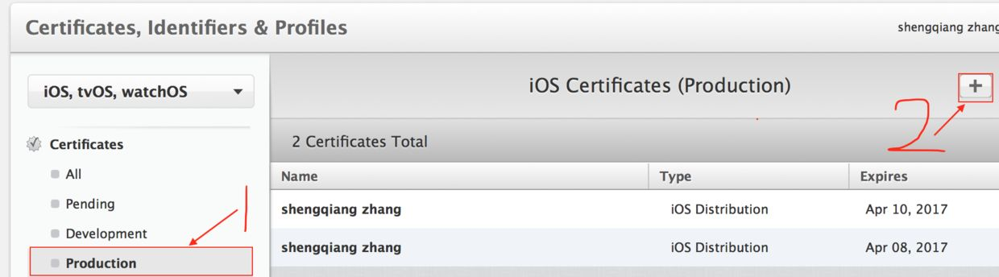 Certificates, Identifiers & Profiles
shengqiang zhang
iOS, tvOS, watchOS
iOS Certificates (Production)
+
2
2 Certificates Total
Certificates
All
Pending
Development
Production
1
Name Type Expires
shengqiang zhang iOS Distribution Apr 10, 2017
shengqiang zhang iOS Distribution Apr 08, 2017